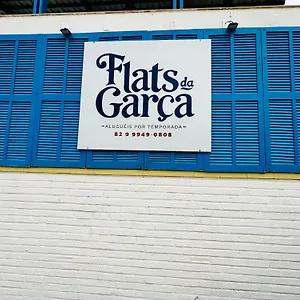 Flats da
Garça
ALUGUÉIS POR TEMPORADA
82 9 9949-0808